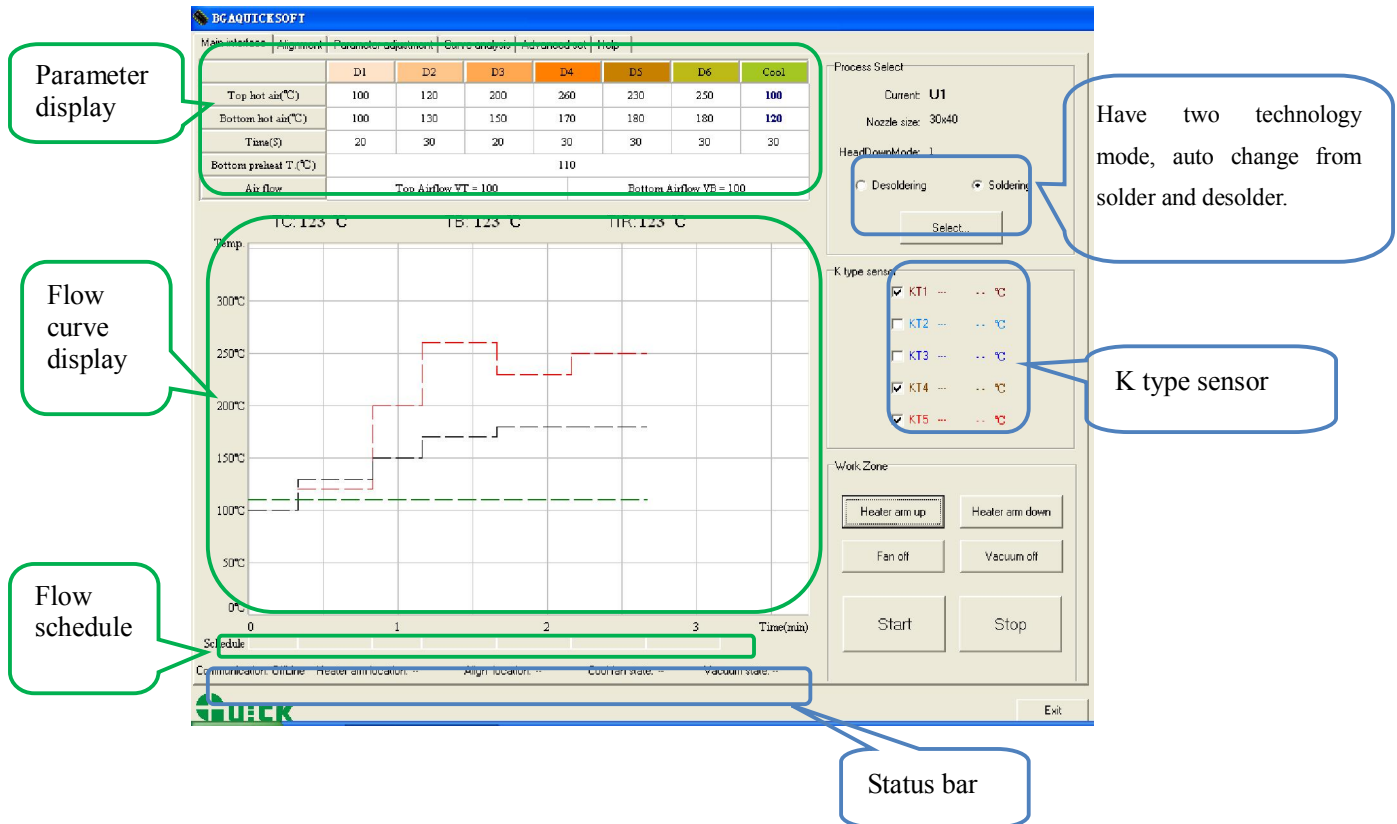 BGAQUICKSOFT
Main interface Alignment Parameter adjustment Curve analysis Advanced set Help
Parameter
display
D1 D2 D3 D4 D5 D6 Cool
Top hot air(℃) 100 120 200 260 230 250 100
Bottom hot air(℃) 100 130 150 170 180 180 120
Time(S) 20 30 20 30 30 30 30
Bottom preheat T.(℃) 110
Air flow Top Airflow VT = 100 Bottom Airflow VB = 100
Process Select
Current: U1
Nozzle size: 30x40
HeadDownMode: 1
Desoldering Soldering
Select...
Have two technology
mode, auto change from
solder and desolder.
TC: 123 °C TB: 123 °C TIR: 123 °C
Temp.
300℃
250℃
200℃
150℃
100℃
50℃
0℃
0 1 2 3 Time(min)
Flow
curve
display
K type sensor
KT1 --- -- ℃
KT2 --- -- ℃
KT3 --- -- ℃
KT4 --- -- ℃
KT5 --- -- ℃
K type sensor
Work Zone
Heater arm up Heater arm down
Fan off Vacuum off
Start Stop
Flow
schedule
Schedule
Communication: OffLine Heater arm location: -- Align location: -- Cool fan state: -- Vacuum state: --
QUICK
Exit
Status bar